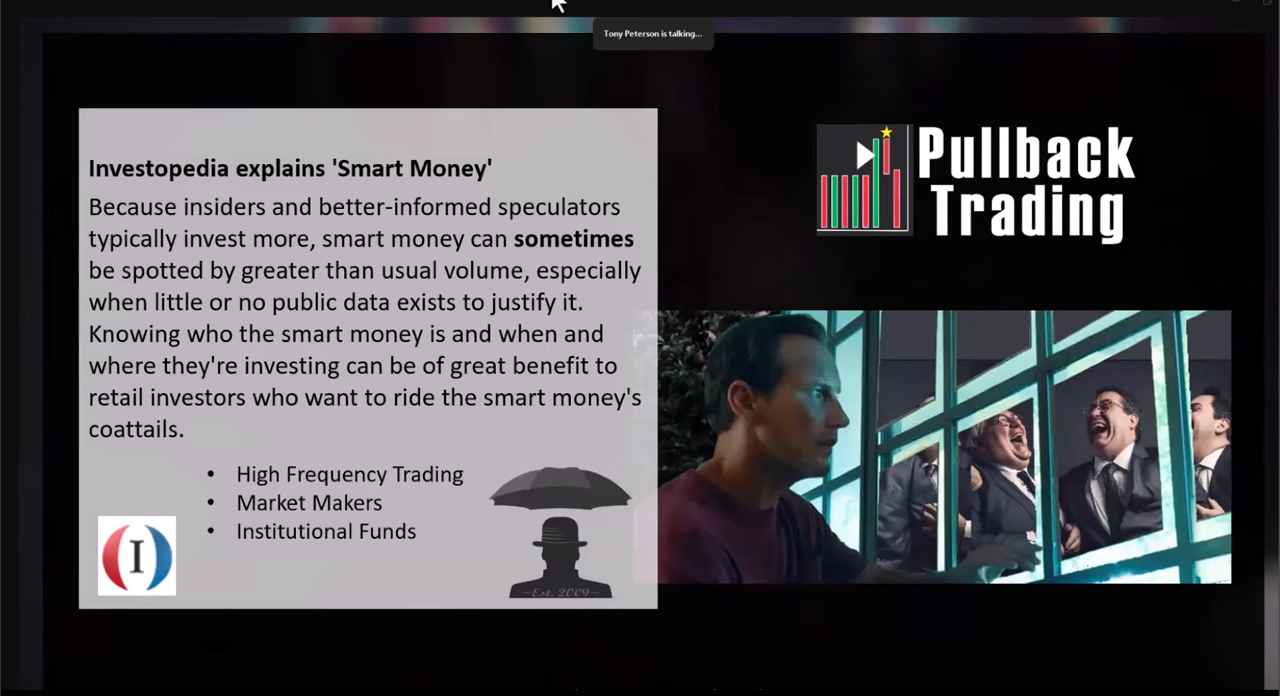 Tony Peterson is talking...
Investopedia explains 'Smart Money'
Because insiders and better-informed speculators
typically invest more, smart money can sometimes
be spotted by greater than usual volume, especially
when little or no public data exists to justify it.
Knowing who the smart money is and when and
where they're investing can be of great benefit to
retail investors who want to ride the smart money's
coattails.
• High Frequency Trading
• Market Makers
• Institutional Funds
I
~Est. 2009~
Pullback
Trading